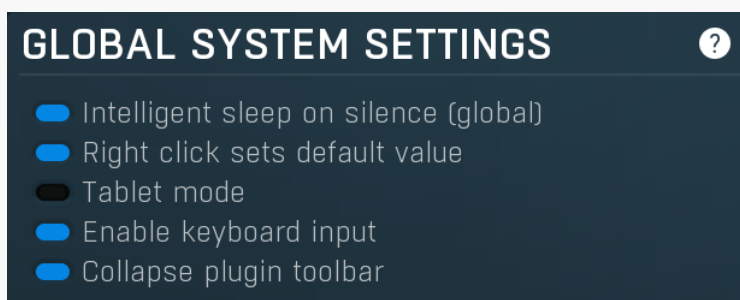 GLOBAL SYSTEM SETTINGS ?
Intelligent sleep on silence (global)
Right click sets default value
Tablet mode
Enable keyboard input
Collapse plugin toolbar